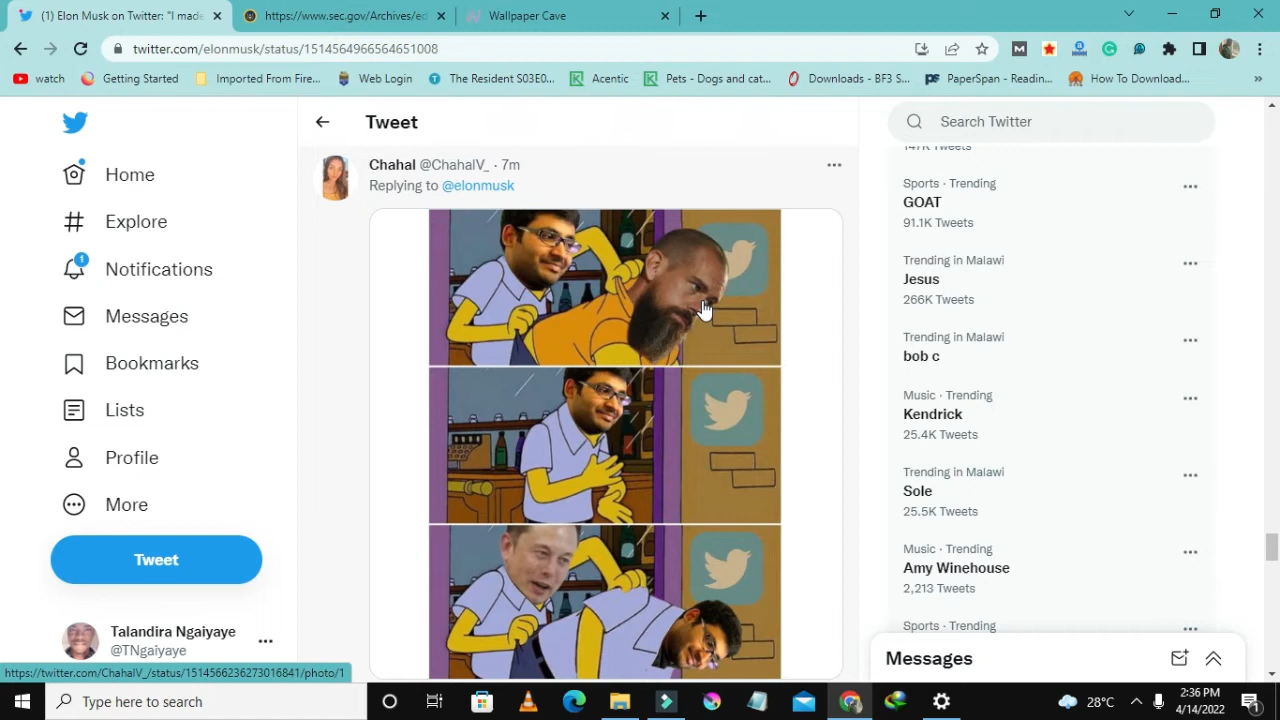 (1) Elon Musk on Twitter: "I made
https://www.sec.gov/Archives/ed
Wallpaper Cave
twitter.com/elonmusk/status/1514564966564651008
watch
Getting Started
Imported From Fire...
Web Login
The Resident S03E0...
Acentic
Pets - Dogs and cat...
Downloads - BF3 S...
PaperSpan - Readin...
How To Download...
Home
Explore
1
Notifications
Messages
Bookmarks
Lists
Profile
More
Tweet
Talandira Ngaiyaye
@TNgaiyaye
https://twitter.com/ChahalV_/status/1514566236273016841/photo/1
Tweet
Chahal @ChahalV_ · 7m
Replying to @elonmusk
Search Twitter
147K Tweets
Sports · Trending
GOAT
91.1K Tweets
Trending in Malawi
Jesus
266K Tweets
Trending in Malawi
bob c
Music · Trending
Kendrick
25.4K Tweets
Trending in Malawi
Sole
25.5K Tweets
Music · Trending
Amy Winehouse
2,213 Tweets
Sports · Trending
Messages
Type here to search
28°C
2:36 PM
4/14/2022
1